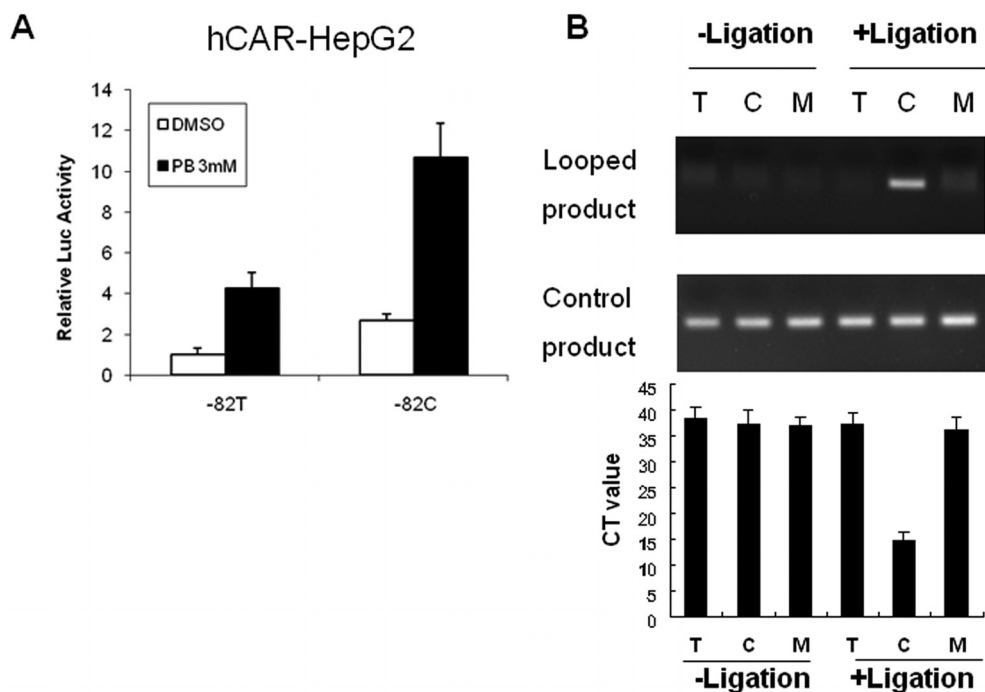 A
hCAR-HepG2
Relative Luc Activity
14
12
10
8
6
4
2
0
DMSO
PB 3mM
-82T
-82C
B
-Ligation +Ligation
T C M T C M
Looped
product
Control
product
CT value
45
40
35
30
25
20
15
10
5
0
T C M T C M
-Ligation +Ligation